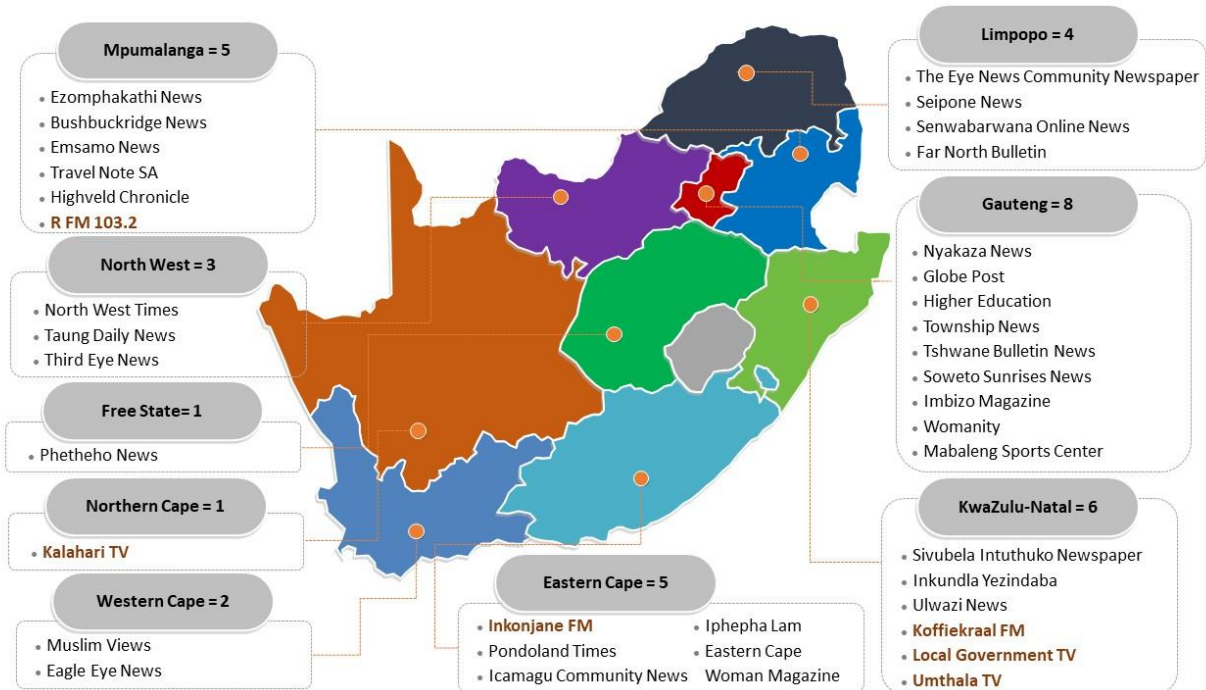 Mpumalanga = 5
• Ezomphakathi News
• Bushbuckridge News
• Emsamo News
• Travel Note SA
• Highveld Chronicle
• R FM 103.2
North West = 3
• North West Times
• Taung Daily News
• Third Eye News
Free State= 1
• Phetheho News
Northern Cape = 1
• Kalahari TV
Western Cape = 2
• Muslim Views
• Eagle Eye News
Eastern Cape = 5
• Inkonjane FM
• Pondoland Times
• Icamagu Community News
• Iphepha Lam
• Eastern Cape
Woman Magazine
Limpopo = 4
• The Eye News Community Newspaper
• Seipone News
• Senwabarwana Online News
• Far North Bulletin
Gauteng = 8
• Nyakaza News
• Globe Post
• Higher Education
• Township News
• Tshwane Bulletin News
• Soweto Sunrises News
• Imbizo Magazine
• Womanity
• Mabaleng Sports Center
KwaZulu-Natal = 6
• Sivubela Intuthuko Newspaper
• Inkundla Yezindaba
• Ulwazi News
• Koffiekraal FM
• Local Government TV
• Umthala TV